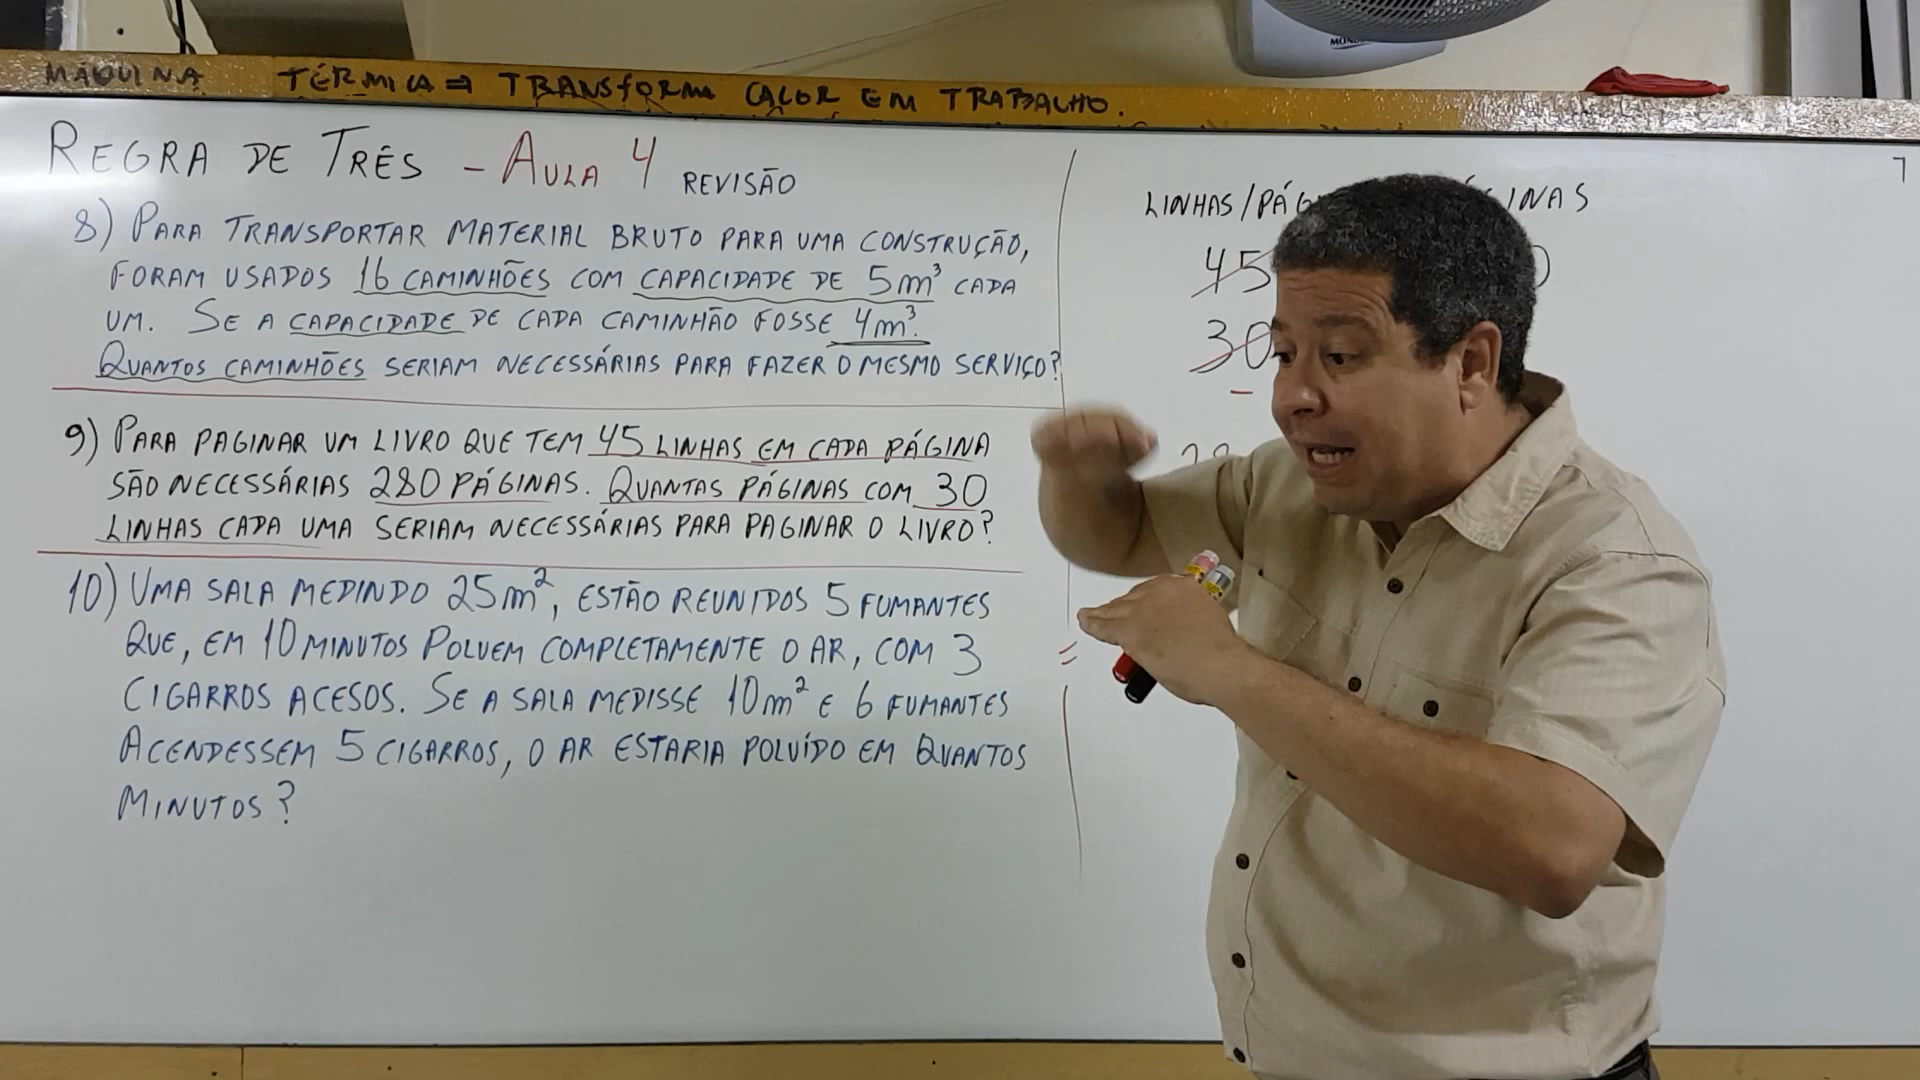 MÁQUINA TÉRMICA ⇒ TRANSFORMA CALOR EM TRABALHO.
REGRA DE TRÊS - AULA 4 REVISÃO
8) PARA TRANSPORTAR MATERIAL BRUTO PARA UMA CONSTRUÇÃO,
FORAM USADOS 16 CAMINHÕES COM CAPACIDADE DE 5m³ CADA
UM. SE A CAPACIDADE DE CADA CAMINHÃO FOSSE 4m³.
QUANTOS CAMINHÕES SERIAM NECESSÁRIAS PARA FAZER O MESMO SERVIÇO?
9) PARA PAGINAR UM LIVRO QUE TEM 45 LINHAS EM CADA PÁGINA
SÃO NECESSÁRIAS 280 PÁGINAS. QUANTAS PÁGINAS COM 30
LINHAS CADA UMA SERIAM NECESSÁRIAS PARA PAGINAR O LIVRO?
10) UMA SALA MEDINDO 25m², ESTÃO REUNIDOS 5 FUMANTES
QUE, EM 10 MINUTOS POLUEM COMPLETAMENTE O AR, COM 3
CIGARROS ACESOS. SE A SALA MEDISSE 10m² E 6 FUMANTES
ACENDESSEM 5 CIGARROS, O AR ESTARIA POLUÍDO EM QUANTOS
MINUTOS?
LINHAS/PÁG
45
30